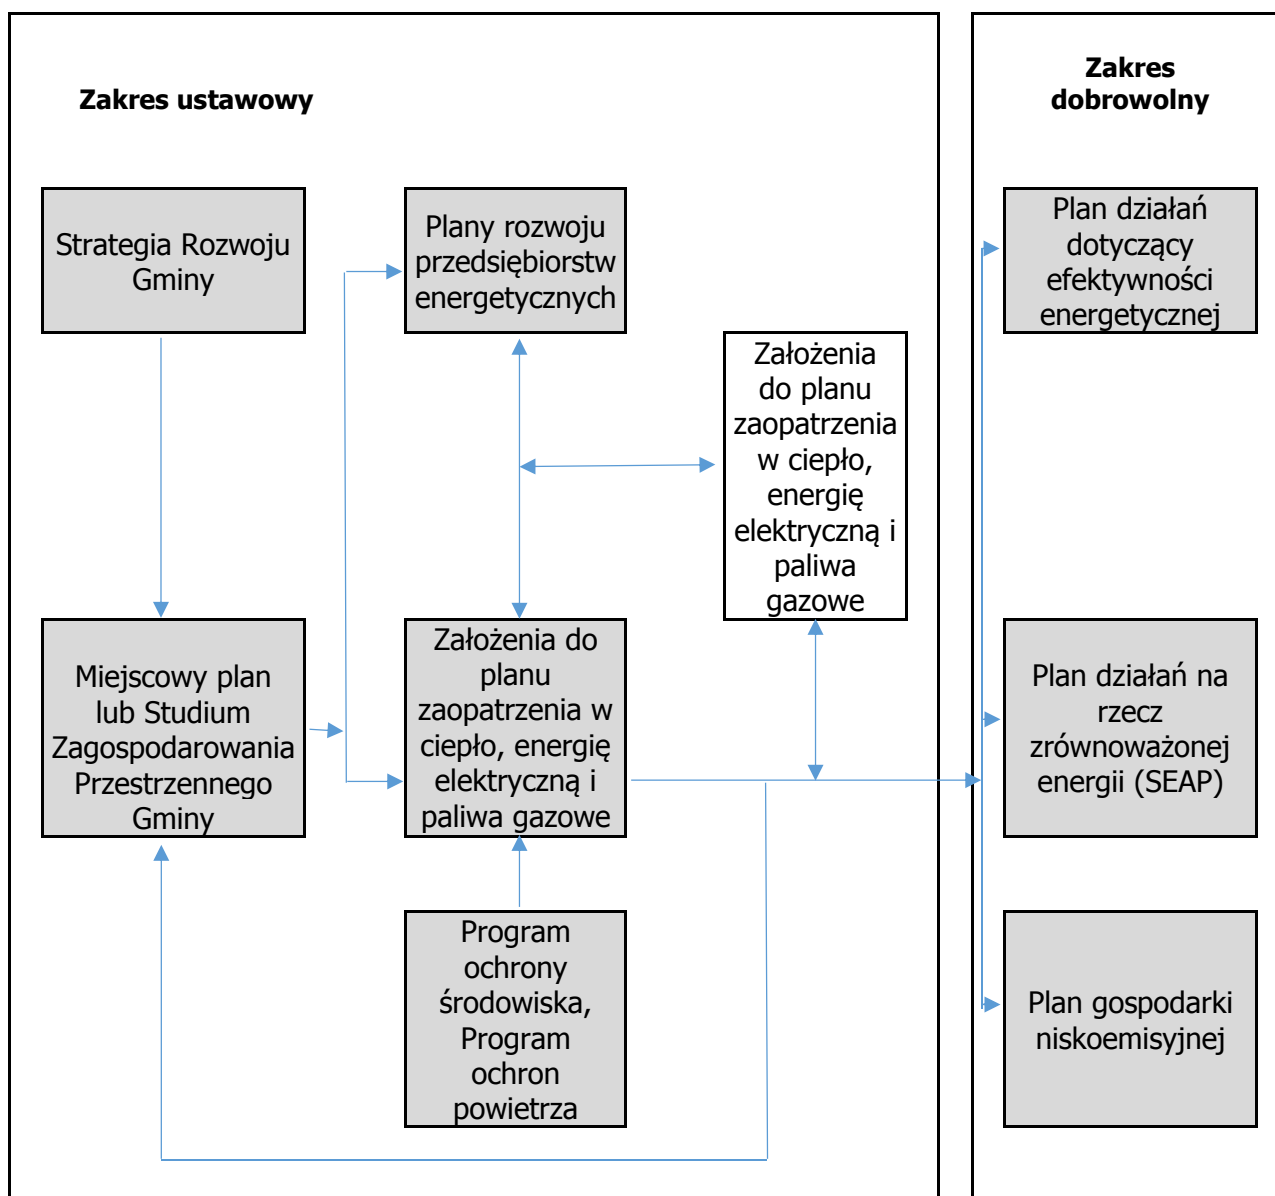 Zakres ustawowy
Zakres
dobrowolny
Strategia Rozwoju
Gminy
Plany rozwoju
przedsiębiorstw
energetycznych
Założenia
do planu
zaopatrzenia
w ciepło,
energię
elektryczną i
paliwa
gazowe
Plan działań
dotyczący
efektywności
energetycznej
Miejscowy plan
lub Studium
Zagospodarowania
Przestrzennego
Gminy
Założenia do
planu
zaopatrzenia w
ciepło, energię
elektryczną i
paliwa gazowe
Plan działań na
rzecz
zrównoważonej
energii (SEAP)
Program
ochrony
środowiska,
Program
ochron
powietrza
Plan gospodarki
niskoemisyjnej